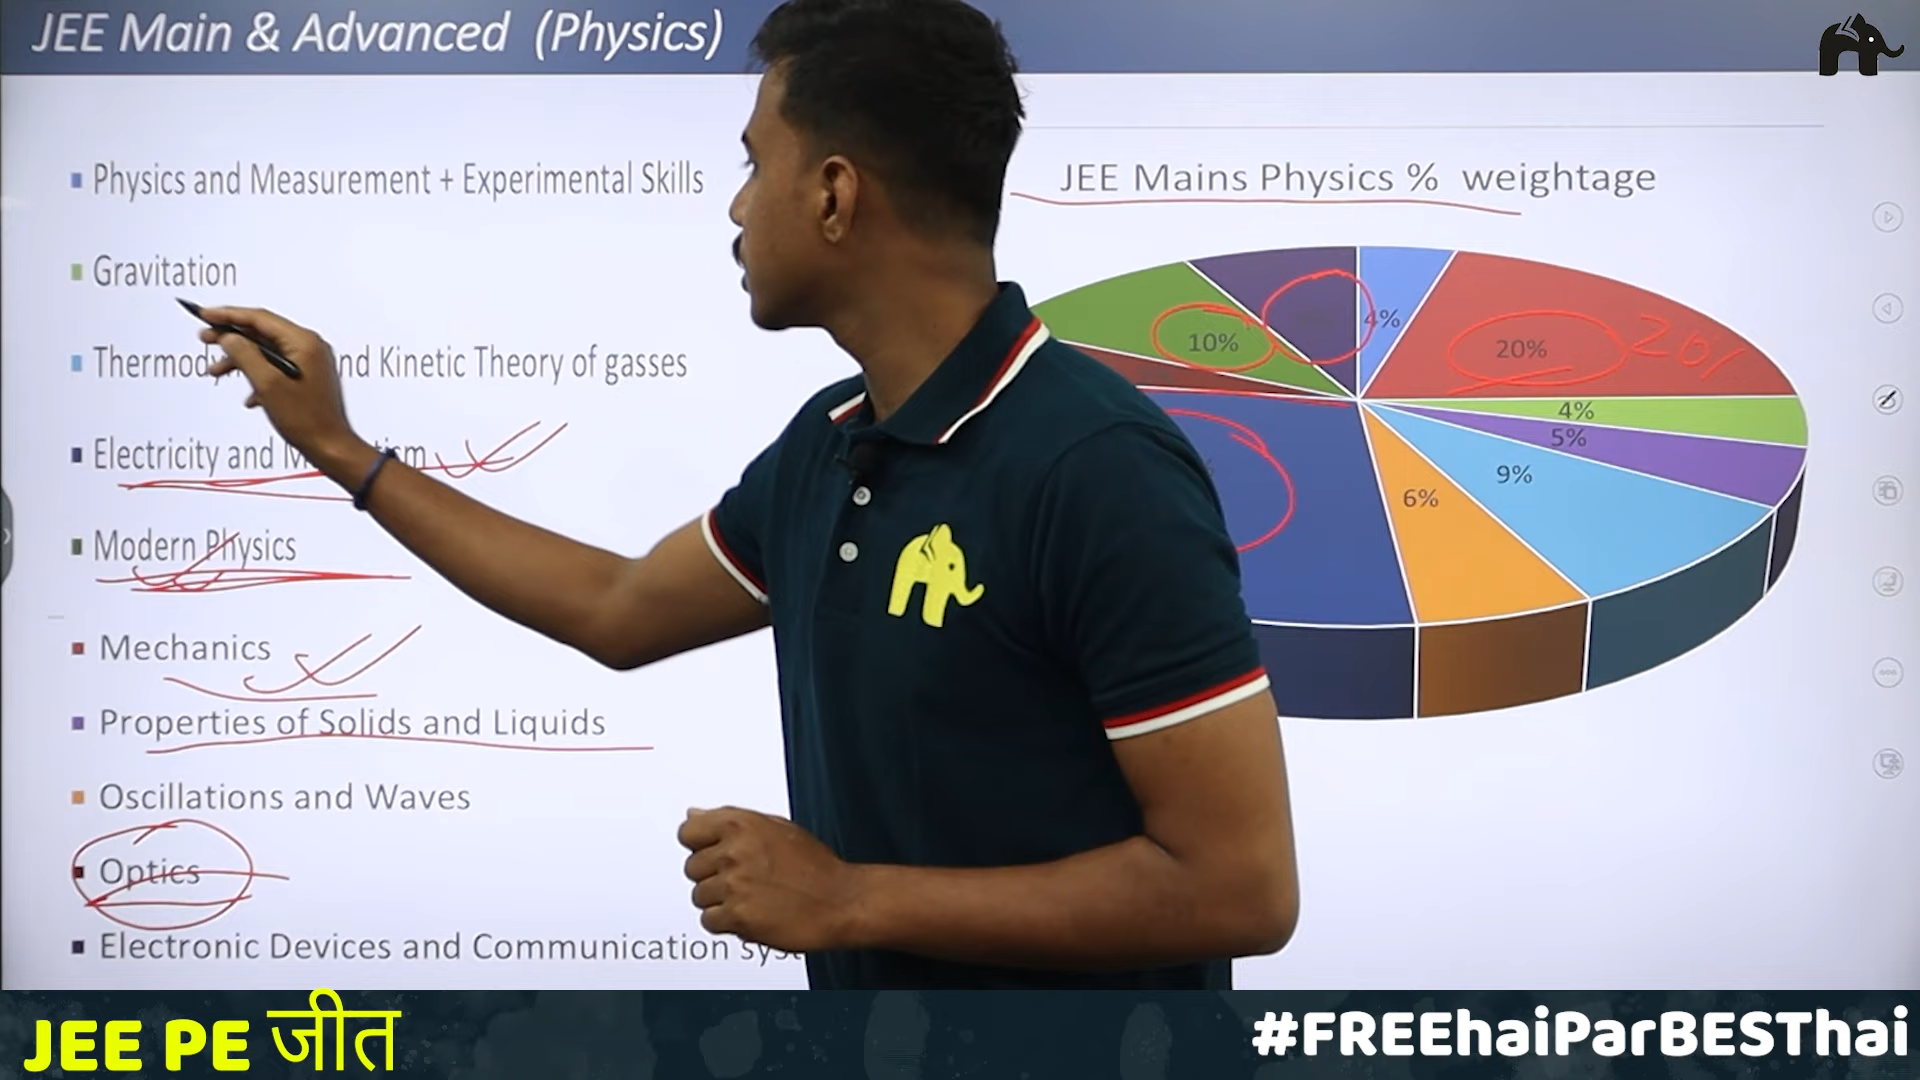 JEE Main & Advanced (Physics)
Physics and Measurement + Experimental Skills
Gravitation
nd Kinetic Theory of gasses
Electricity and
Modern Physics
Mechanics
Properties of Solids and Liquids
Oscillations and Waves
Optics
Electronic Devices and Communication
JEE Mains Physics % weightage
10%
4%
20%
20%
4%
5%
9%
6%
JEE PE जीत
#FREEhaiParBESThai